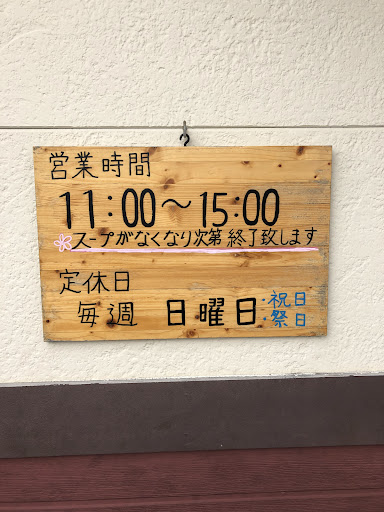 営業時間
11:00〜15:00
※スープがなくなり次第終了致します
定休日
毎週 日曜日・祝日
・祭日